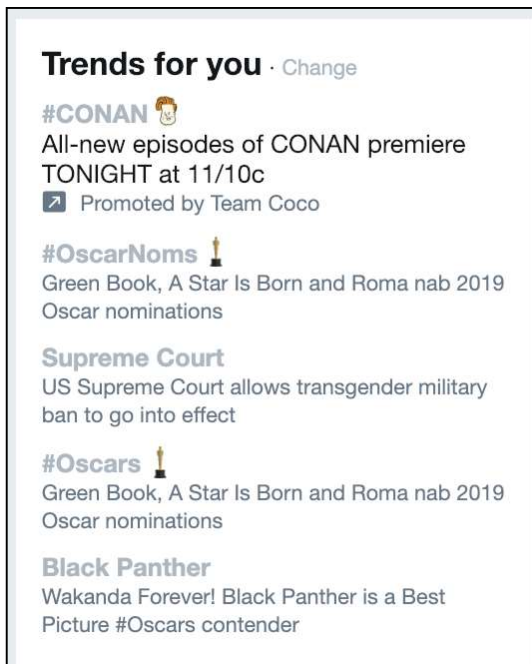 Trends for you · Change
#CONAN
All-new episodes of CONAN premiere
TONIGHT at 11/10c
Promoted by Team Coco
#OscarNoms
Green Book, A Star Is Born and Roma nab 2019
Oscar nominations
Supreme Court
US Supreme Court allows transgender military
ban to go into effect
#Oscars
Green Book, A Star Is Born and Roma nab 2019
Oscar nominations
Black Panther
Wakanda Forever! Black Panther is a Best
Picture #Oscars contender